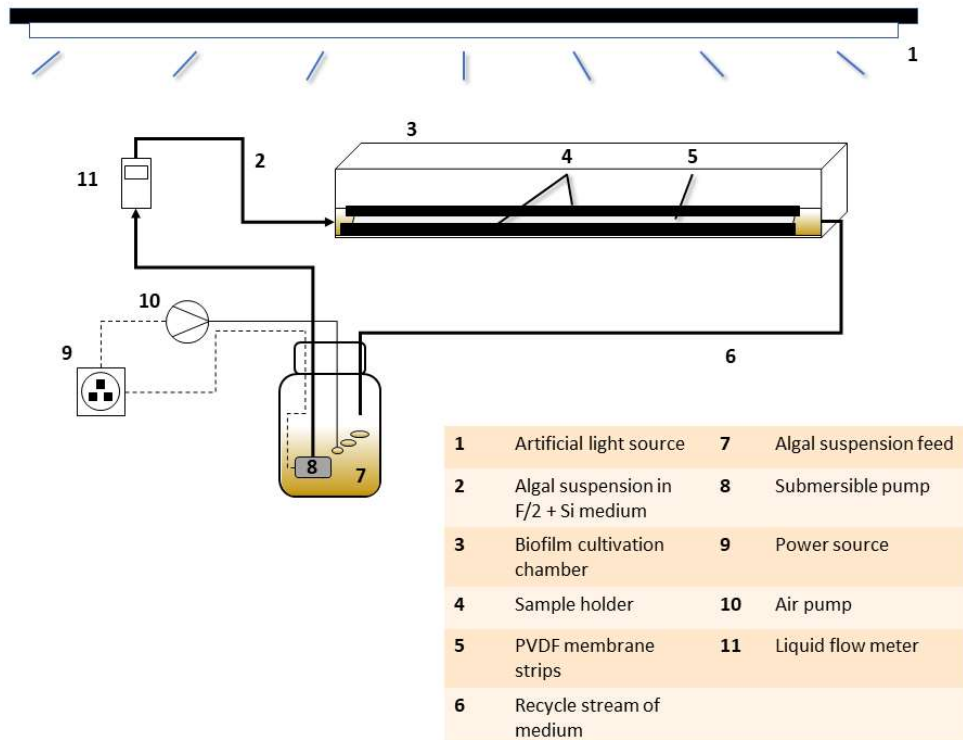 1
3
2
4
5
11
10
9
6
8
7
1 Artificial light source 7 Algal suspension feed
2 Algal suspension in 8 Submersible pump
F/2 + Si medium
3 Biofilm cultivation 9 Power source
chamber
4 Sample holder 10 Air pump
5 PVDF membrane 11 Liquid flow meter
strips
6 Recycle stream of
medium